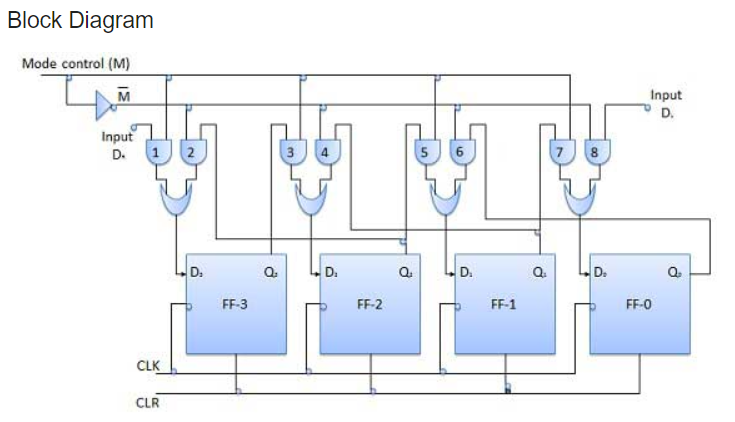 Block Diagram
Mode control (M)
M
Input
D.
Input
1
2
3
4
5
6
7
8
FF-3
FF-2
FF-1
FF-0
CLK
CLR